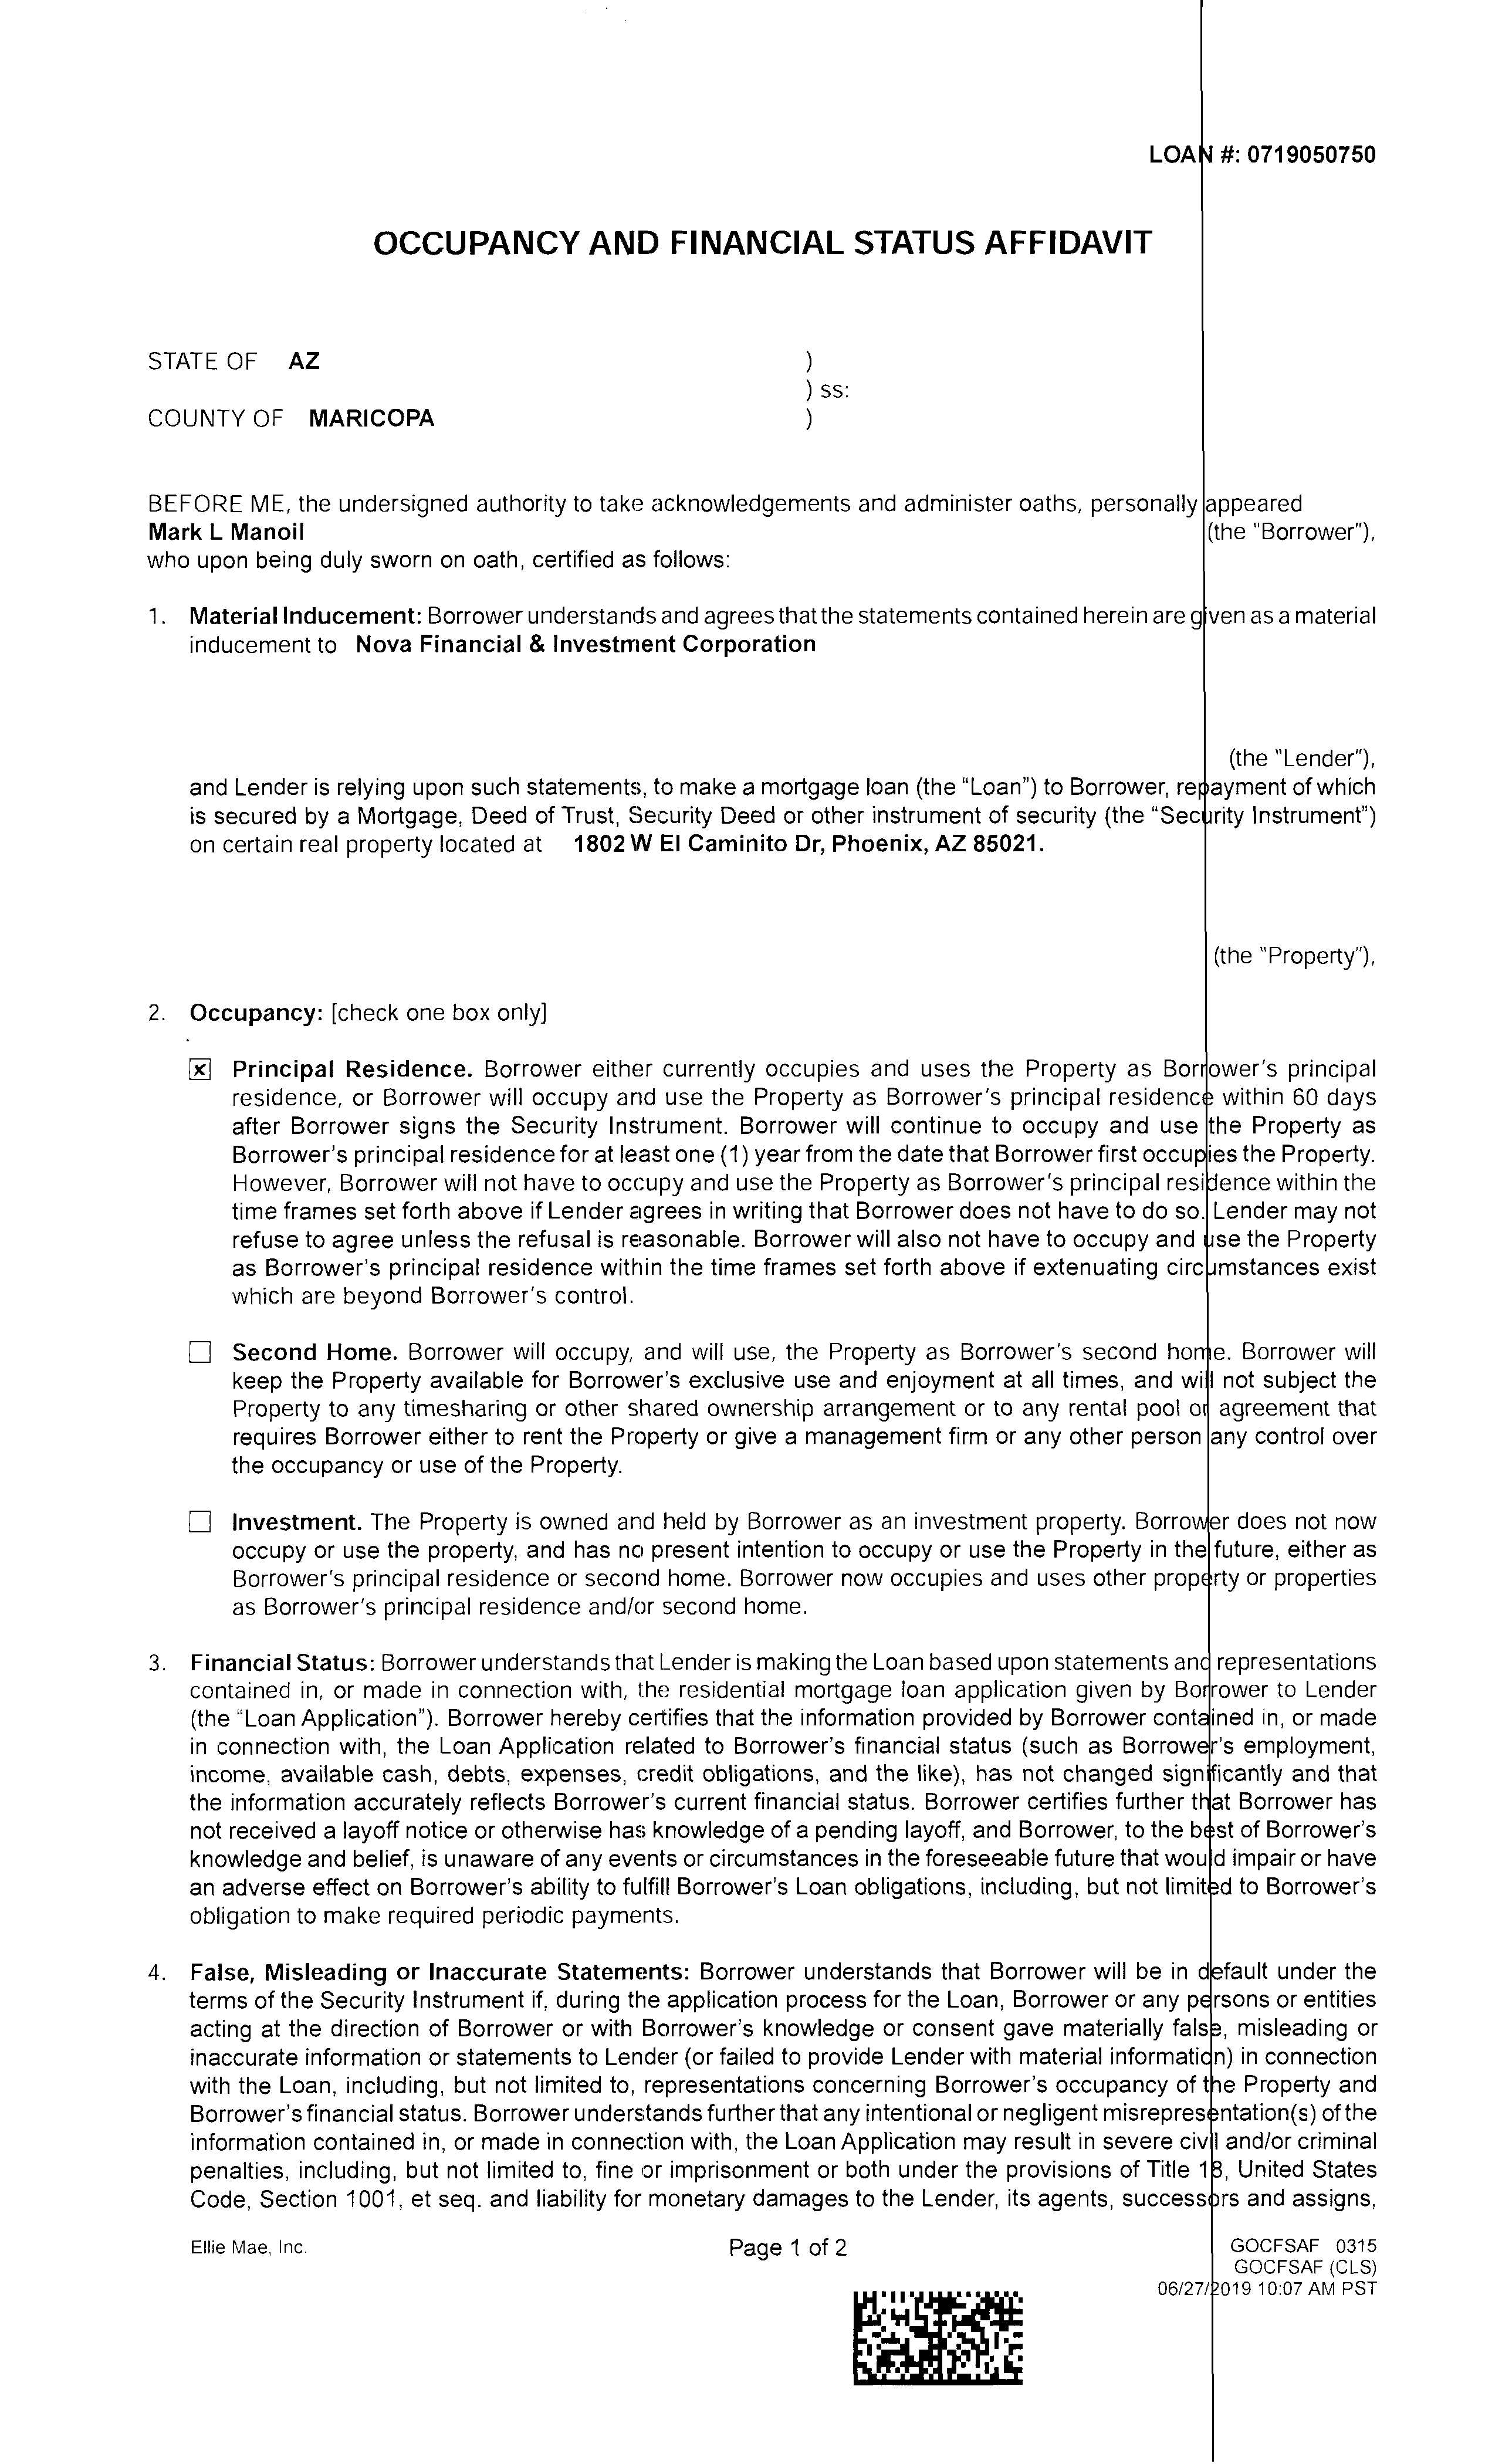 LOAN #: 0719050750
OCCUPANCY AND FINANCIAL STATUS AFFIDAVIT
STATE OF AZ )
) ss:
COUNTY OF MARICOPA )
BEFORE ME, the undersigned authority to take acknowledgements and administer oaths, personally appeared
Mark L Manoil (the "Borrower"),
who upon being duly sworn on oath, certified as follows:
1. Material Inducement: Borrower understands and agrees that the statements contained herein are given as a material
inducement to Nova Financial & Investment Corporation
(the "Lender"),
and Lender is relying upon such statements, to make a mortgage loan (the “Loan”) to Borrower, repayment of which
is secured by a Mortgage, Deed of Trust, Security Deed or other instrument of security (the “Security Instrument”)
on certain real property located at 1802 W El Caminito Dr, Phoenix, AZ 85021.
(the "Property"),
2. Occupancy: [check one box only]
☒ Principal Residence. Borrower either currently occupies and uses the Property as Borrower's principal
residence, or Borrower will occupy and use the Property as Borrower's principal residence within 60 days
after Borrower signs the Security Instrument. Borrower will continue to occupy and use the Property as
Borrower's principal residence for at least one (1) year from the date that Borrower first occupies the Property.
However, Borrower will not have to occupy and use the Property as Borrower's principal residence within the
time frames set forth above if Lender agrees in writing that Borrower does not have to do so. Lender may not
refuse to agree unless the refusal is reasonable. Borrower will also not have to occupy and use the Property
as Borrower's principal residence within the time frames set forth above if extenuating circumstances exist
which are beyond Borrower's control.
☐ Second Home. Borrower will occupy, and will use, the Property as Borrower's second home. Borrower will
keep the Property available for Borrower's exclusive use and enjoyment at all times, and will not subject the
Property to any timesharing or other shared ownership arrangement or to any rental pool or agreement that
requires Borrower either to rent the Property or give a management firm or any other person any control over
the occupancy or use of the Property.
☐ Investment. The Property is owned and held by Borrower as an investment property. Borrower does not now
occupy or use the property, and has no present intention to occupy or use the Property in the future, either as
Borrower's principal residence or second home. Borrower now occupies and uses other property or properties
as Borrower's principal residence and/or second home.
3. Financial Status: Borrower understands that Lender is making the Loan based upon statements and representations
contained in, or made in connection with, the residential mortgage loan application given by Borrower to Lender
(the “Loan Application”). Borrower hereby certifies that the information provided by Borrower contained in, or made
in connection with, the Loan Application related to Borrower's financial status (such as Borrower's employment,
income, available cash, debts, expenses, credit obligations, and the like), has not changed significantly and that
the information accurately reflects Borrower's current financial status. Borrower certifies further that Borrower has
not received a layoff notice or otherwise has knowledge of a pending layoff, and Borrower, to the best of Borrower's
knowledge and belief, is unaware of any events or circumstances in the foreseeable future that would impair or have
an adverse effect on Borrower's ability to fulfill Borrower's Loan obligations, including, but not limited to Borrower's
obligation to make required periodic payments.
4. False, Misleading or Inaccurate Statements: Borrower understands that Borrower will be in default under the
terms of the Security Instrument if, during the application process for the Loan, Borrower or any persons or entities
acting at the direction of Borrower or with Borrower's knowledge or consent gave materially false, misleading or
inaccurate information or statements to Lender (or failed to provide Lender with material information) in connection
with the Loan, including, but not limited to, representations concerning Borrower's occupancy of the Property and
Borrower's financial status. Borrower understands further that any intentional or negligent misrepresentation(s) of the
information contained in, or made in connection with, the Loan Application may result in severe civil and/or criminal
penalties, including, but not limited to, fine or imprisonment or both under the provisions of Title 18, United States
Code, Section 1001, et seq. and liability for monetary damages to the Lender, its agents, successors and assigns,
Ellie Mae, Inc. Page 1 of 2 GOCFSAF 0315
GOCFSAF (CLS)
06/27/2019 10:07 AM PST